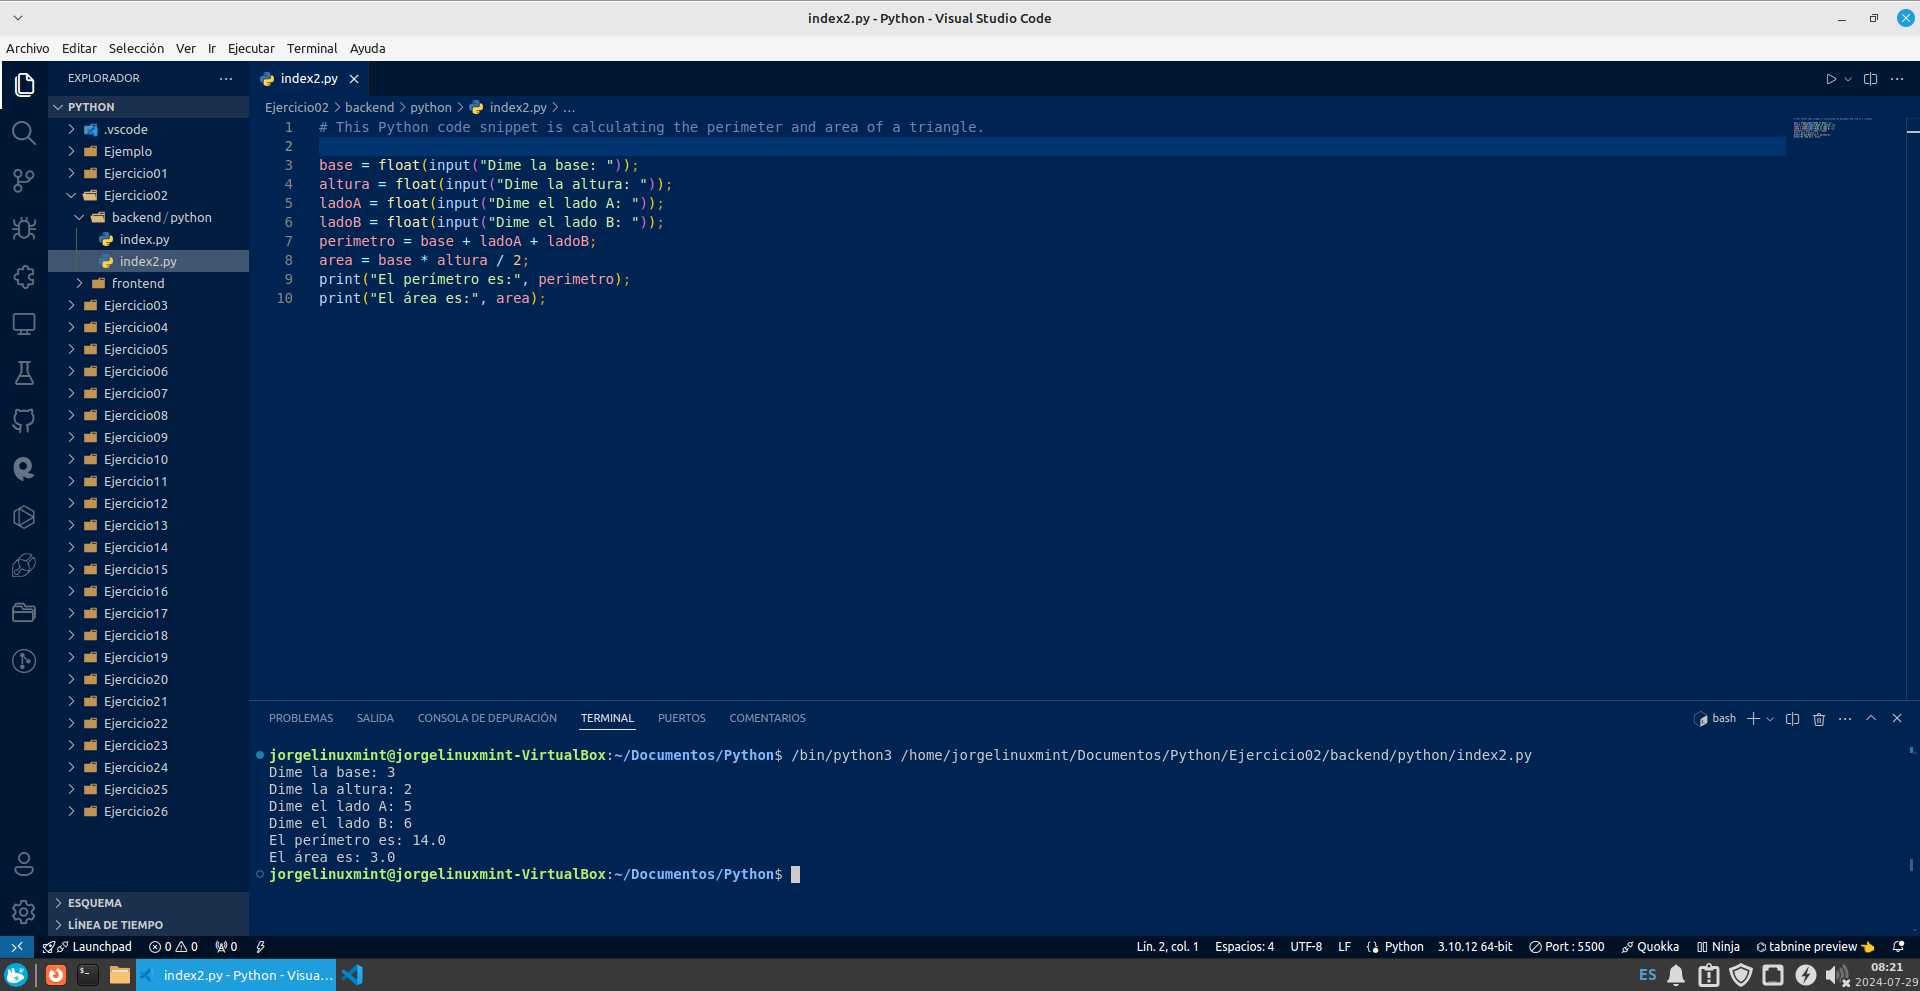 index2.py - Python - Visual Studio Code
Archivo Editar Selección Ver Ir Ejecutar Terminal Ayuda
EXPLORADOR
PYTHON
.vscode
Ejemplo
Ejercicio01
Ejercicio02
backend/python
index.py
index2.py
frontend
Ejercicio03
Ejercicio04
Ejercicio05
Ejercicio06
Ejercicio07
Ejercicio08
Ejercicio09
Ejercicio10
Ejercicio11
Ejercicio12
Ejercicio13
Ejercicio14
Ejercicio15
Ejercicio16
Ejercicio17
Ejercicio18
Ejercicio19
Ejercicio20
Ejercicio21
Ejercicio22
Ejercicio23
Ejercicio24
Ejercicio25
Ejercicio26
ESQUEMA
LÍNEA DE TIEMPO
index2.py
Ejercicio02 > backend > python > index2.py > ...
1 # This Python code snippet is calculating the perimeter and area of a triangle.
2
3 base = float(input("Dime la base: "));
4 altura = float(input("Dime la altura: "));
5 ladoA = float(input("Dime el lado A: "));
6 ladoB = float(input("Dime el lado B: "));
7 perimetro = base + ladoA + ladoB;
8 area = base * altura / 2;
9 print("El perímetro es:", perimetro);
10 print("El área es:", area);
PROBLEMAS SALIDA CONSOLA DE DEPURACIÓN TERMINAL PUERTOS COMENTARIOS
bash
jorgelinuxmint@jorgelinuxmint-VirtualBox:~/Documentos/Python$ /bin/python3 /home/jorgelinuxmint/Documentos/Python/Ejercicio02/backend/python/index2.py
Dime la base: 3
Dime la altura: 2
Dime el lado A: 5
Dime el lado B: 6
El perímetro es: 14.0
El área es: 3.0
jorgelinuxmint@jorgelinuxmint-VirtualBox:~/Documentos/Python$
Launchpad 0 0 0 Lín. 2, col. 1 Espacios: 4 UTF-8 LF Python 3.10.12 64-bit Port : 5500 Quokka Ninja tabnine preview
index2.py - Python - Visua...
ES
08:21
2024-07-29